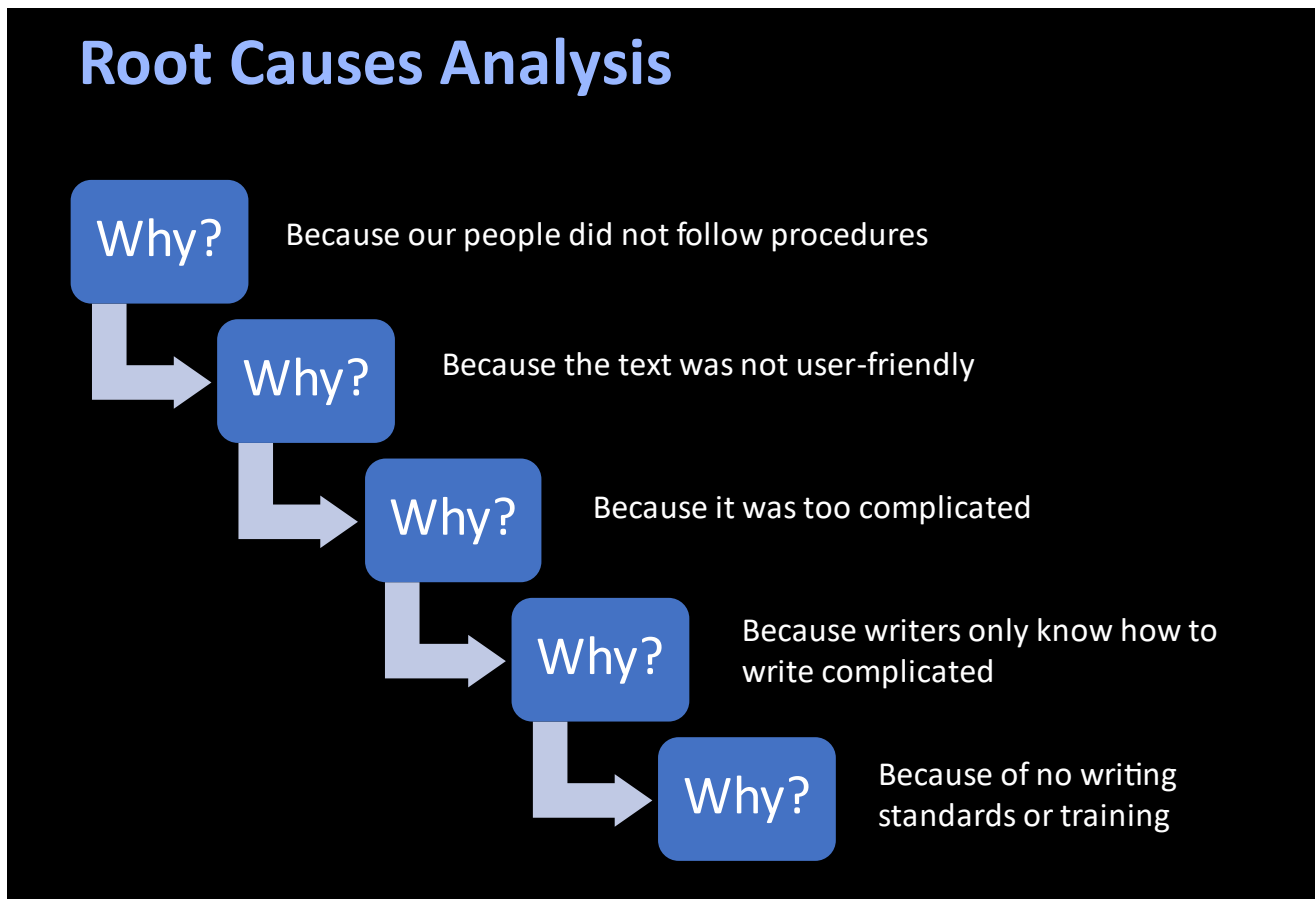 Root Causes Analysis
Why?
Because our people did not follow procedures
Why?
Because the text was not user-friendly
Why?
Because it was too complicated
Why?
Because writers only know how to
write complicated
Why?
Because of no writing
standards or training